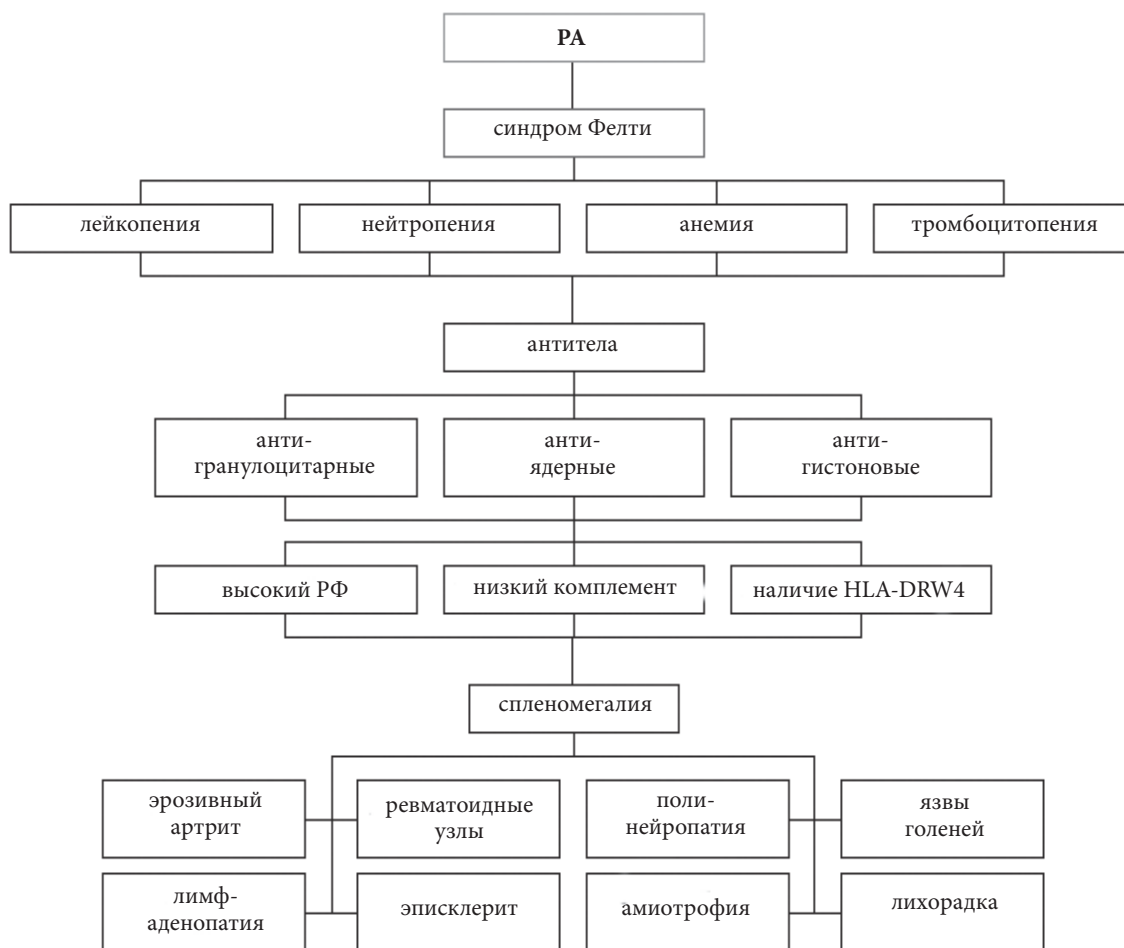 РА
синдром Фелти
лейкопения
нейтропения
анемия
тромбоцитопения
антитела
анти-
гранулоцитарные
анти-
ядерные
анти-
гистоновые
высокий РФ
низкий комплемент
наличие HLA-DRW4
спленомегалия
эрозивный
артрит
ревматоидные
узлы
поли-
нейропатия
язвы
голеней
лимф-
аденопатия
эписклерит
амиотрофия
лихорадка